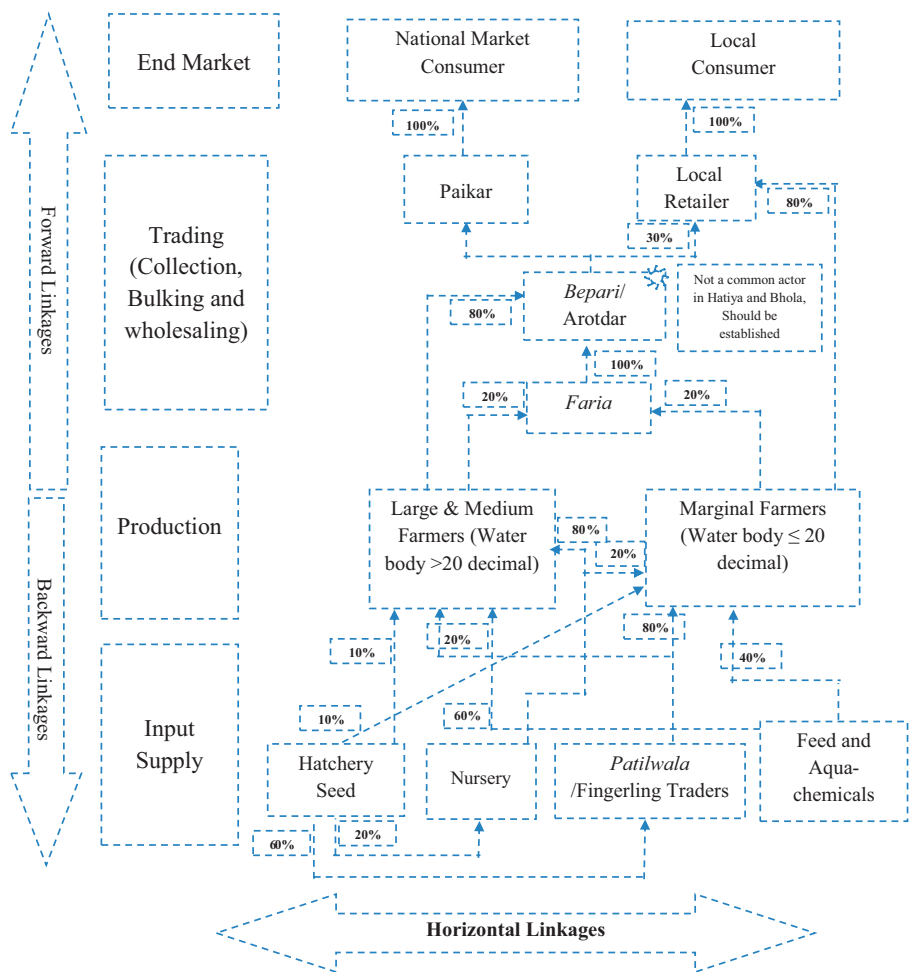 End Market
National Market
Consumer
Local
Consumer
100%
100%
Forward Linkages
Trading
(Collection,
Bulking and
wholesaling)
Paikar
Local
Retailer
80%
30%
Bepari/
Arotdar
Not a common actor
in Hatiya and Bhola,
Should be
established
80%
100%
20%
Faria
20%
Production
Large & Medium
Farmers (Water
body >20 decimal)
80%
20%
Marginal Farmers
(Water body ≤ 20
decimal)
Backward Linkages
10%
20%
80%
40%
Input
Supply
10%
60%
Hatchery
Seed
Nursery
Patilwala
/Fingerling Traders
Feed and
Aqua-
chemicals
60%
20%
Horizontal Linkages